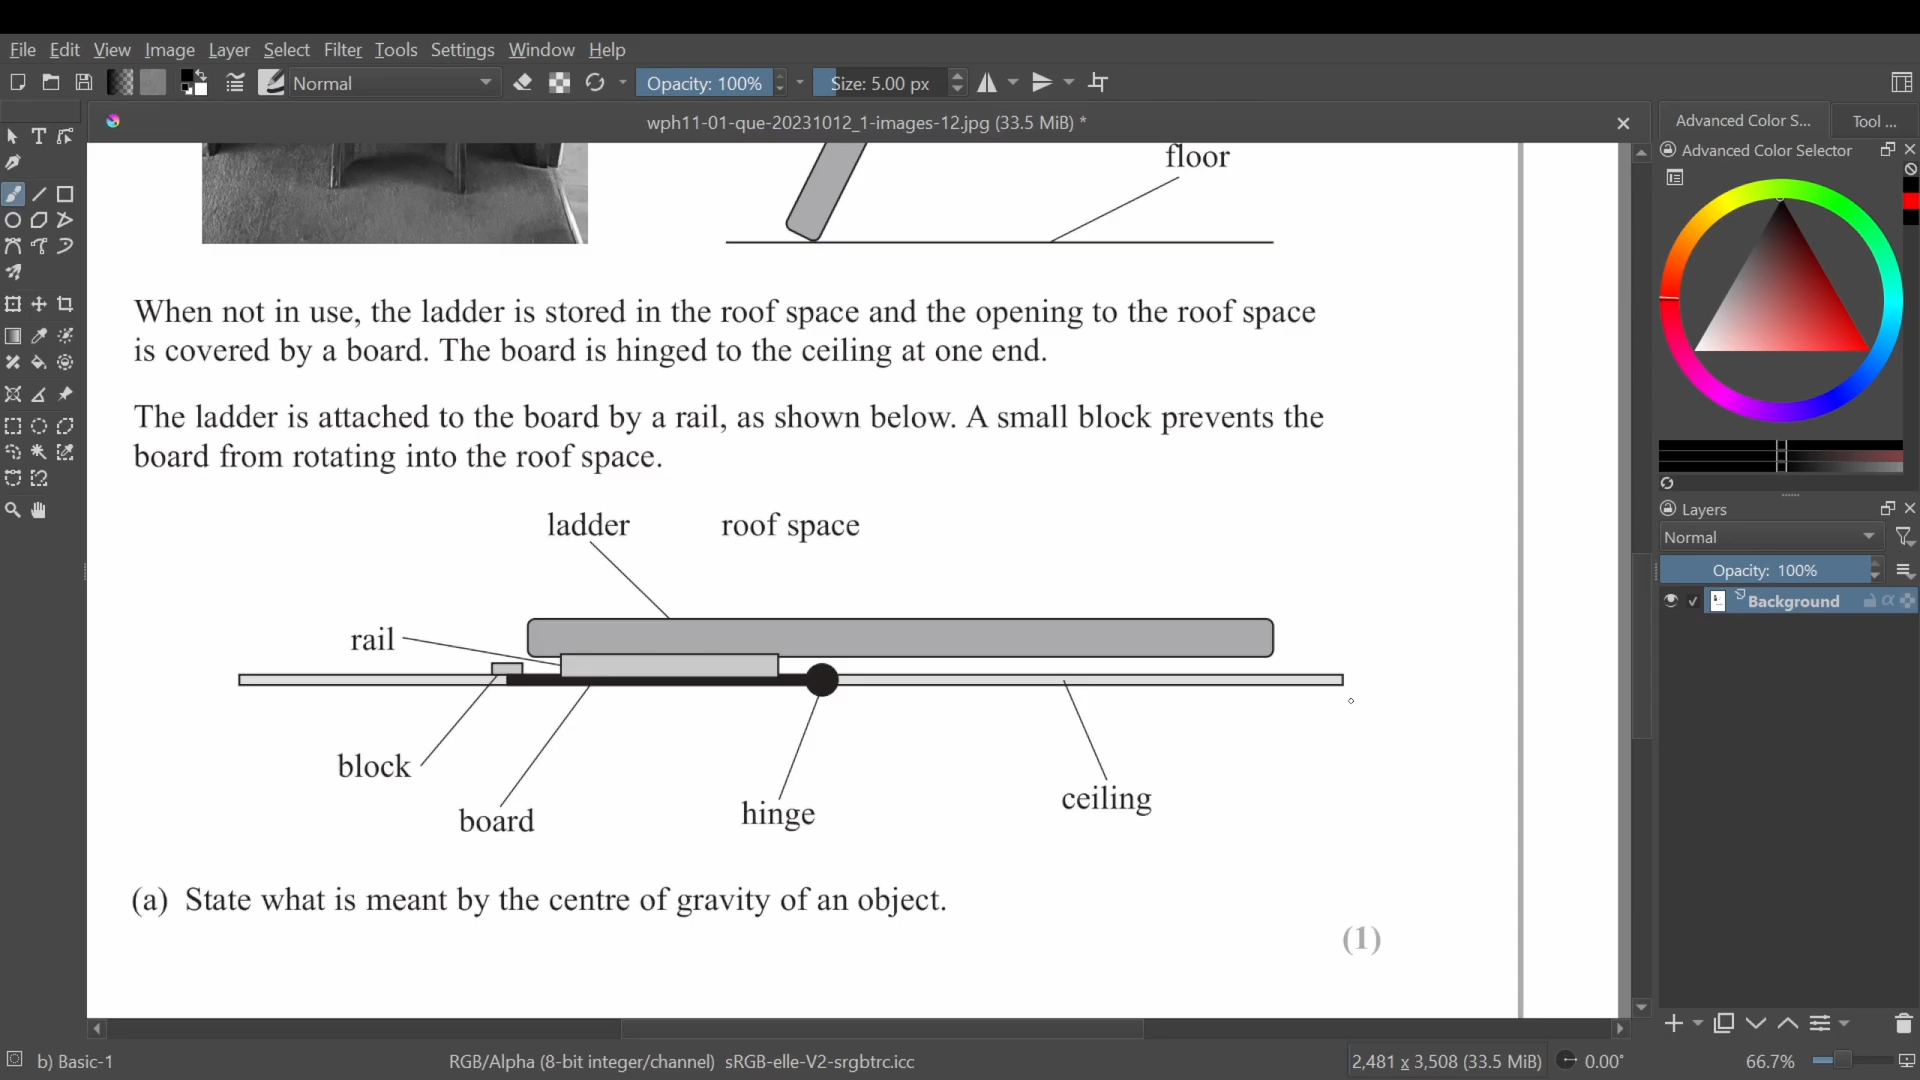 File Edit View Image Layer Select Filter Tools Settings Window Help
Normal Opacity: 100% Size: 5.00 px
wph11-01-que-20231012_1-images-12.jpg (33.5 MiB) *
Advanced Color S... Tool ...
Advanced Color Selector
floor
When not in use, the ladder is stored in the roof space and the opening to the roof space
is covered by a board. The board is hinged to the ceiling at one end.
The ladder is attached to the board by a rail, as shown below. A small block prevents the
board from rotating into the roof space.
ladder roof space
rail
block
board
hinge
ceiling
(a) State what is meant by the centre of gravity of an object.
(1)
Layers
Normal
Opacity: 100%
Background
b) Basic-1
RGB/Alpha (8-bit integer/channel) sRGB-elle-V2-srgbtrc.icc
2,481 x 3,508 (33.5 MiB)
0.00°
66.7%